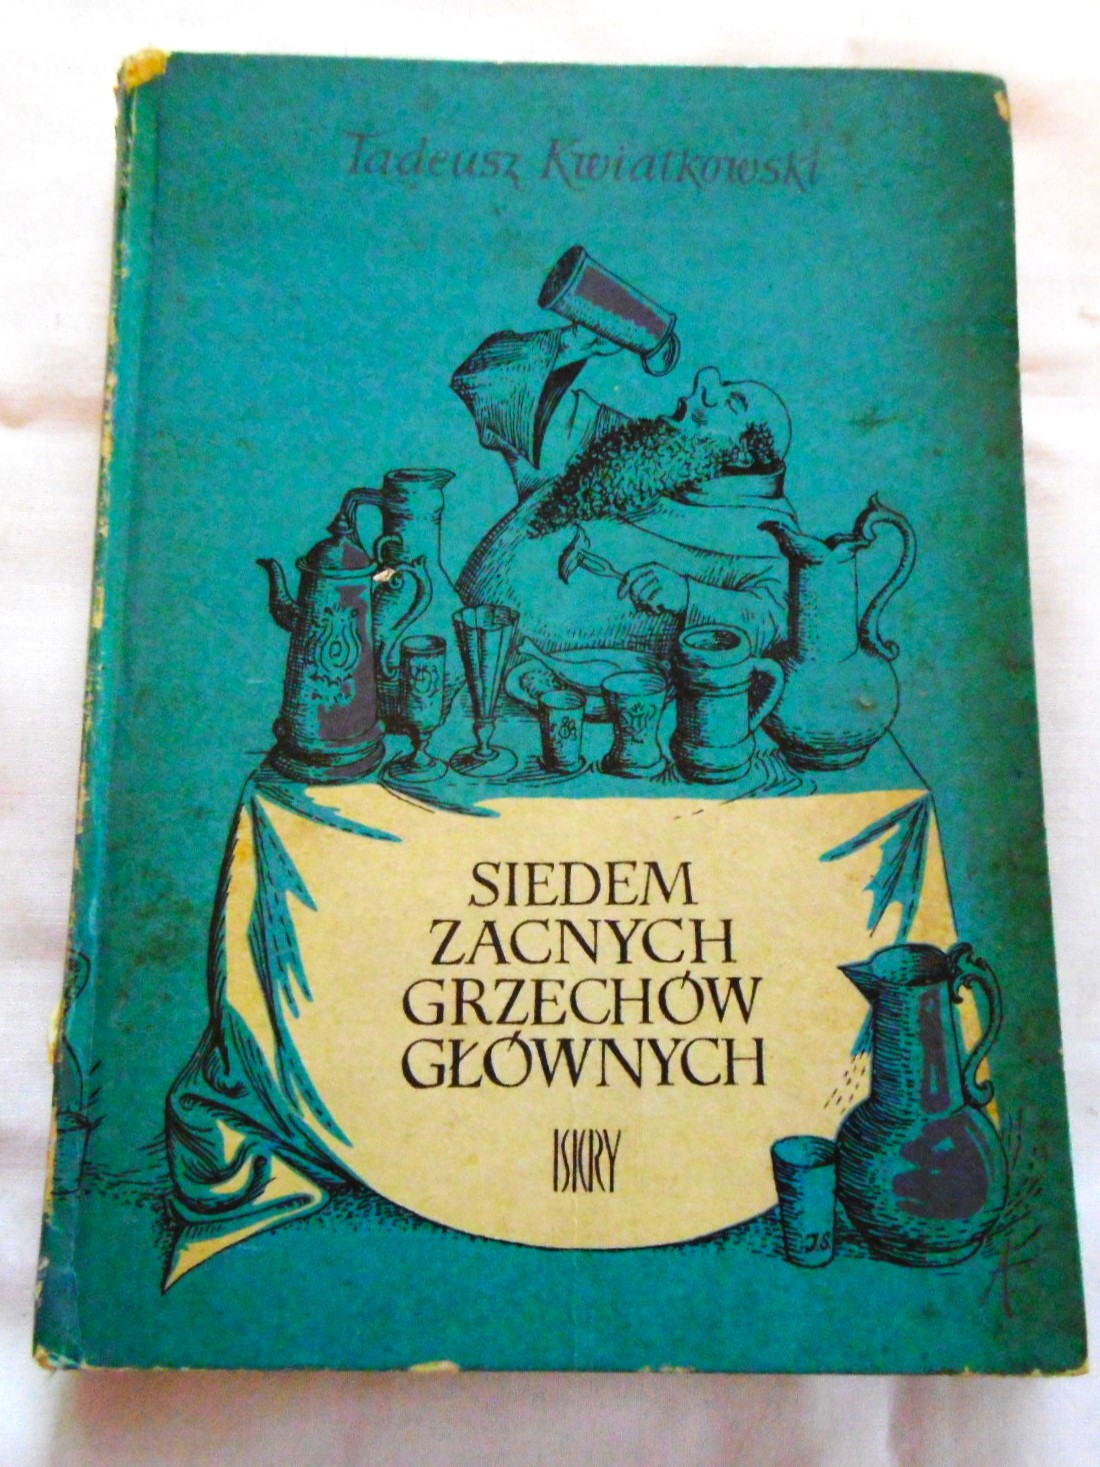 Tadeusz Kwiatkowski
SIEDEM
ZACNYCH
GRZECHÓW
GŁÓWNYCH
ISKRY
J.S.